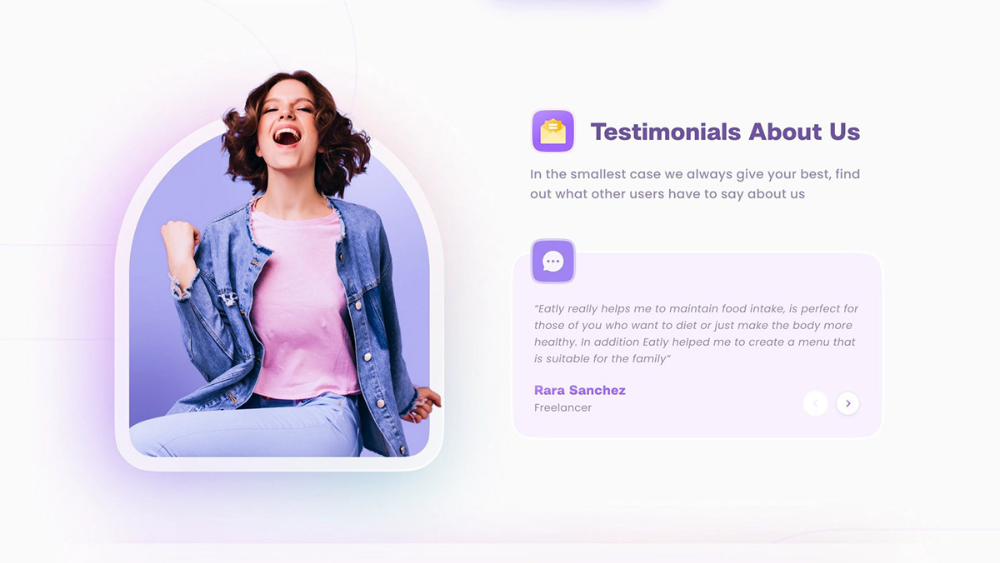 Testimonials About Us
In the smallest case we always give your best, find
out what other users have to say about us
“Eatly really helps me to maintain food intake, is perfect for
those of you who want to diet or just make the body more
healthy. In addition Eatly helped me to create a menu that
is suitable for the family”
Rara Sanchez
Freelancer